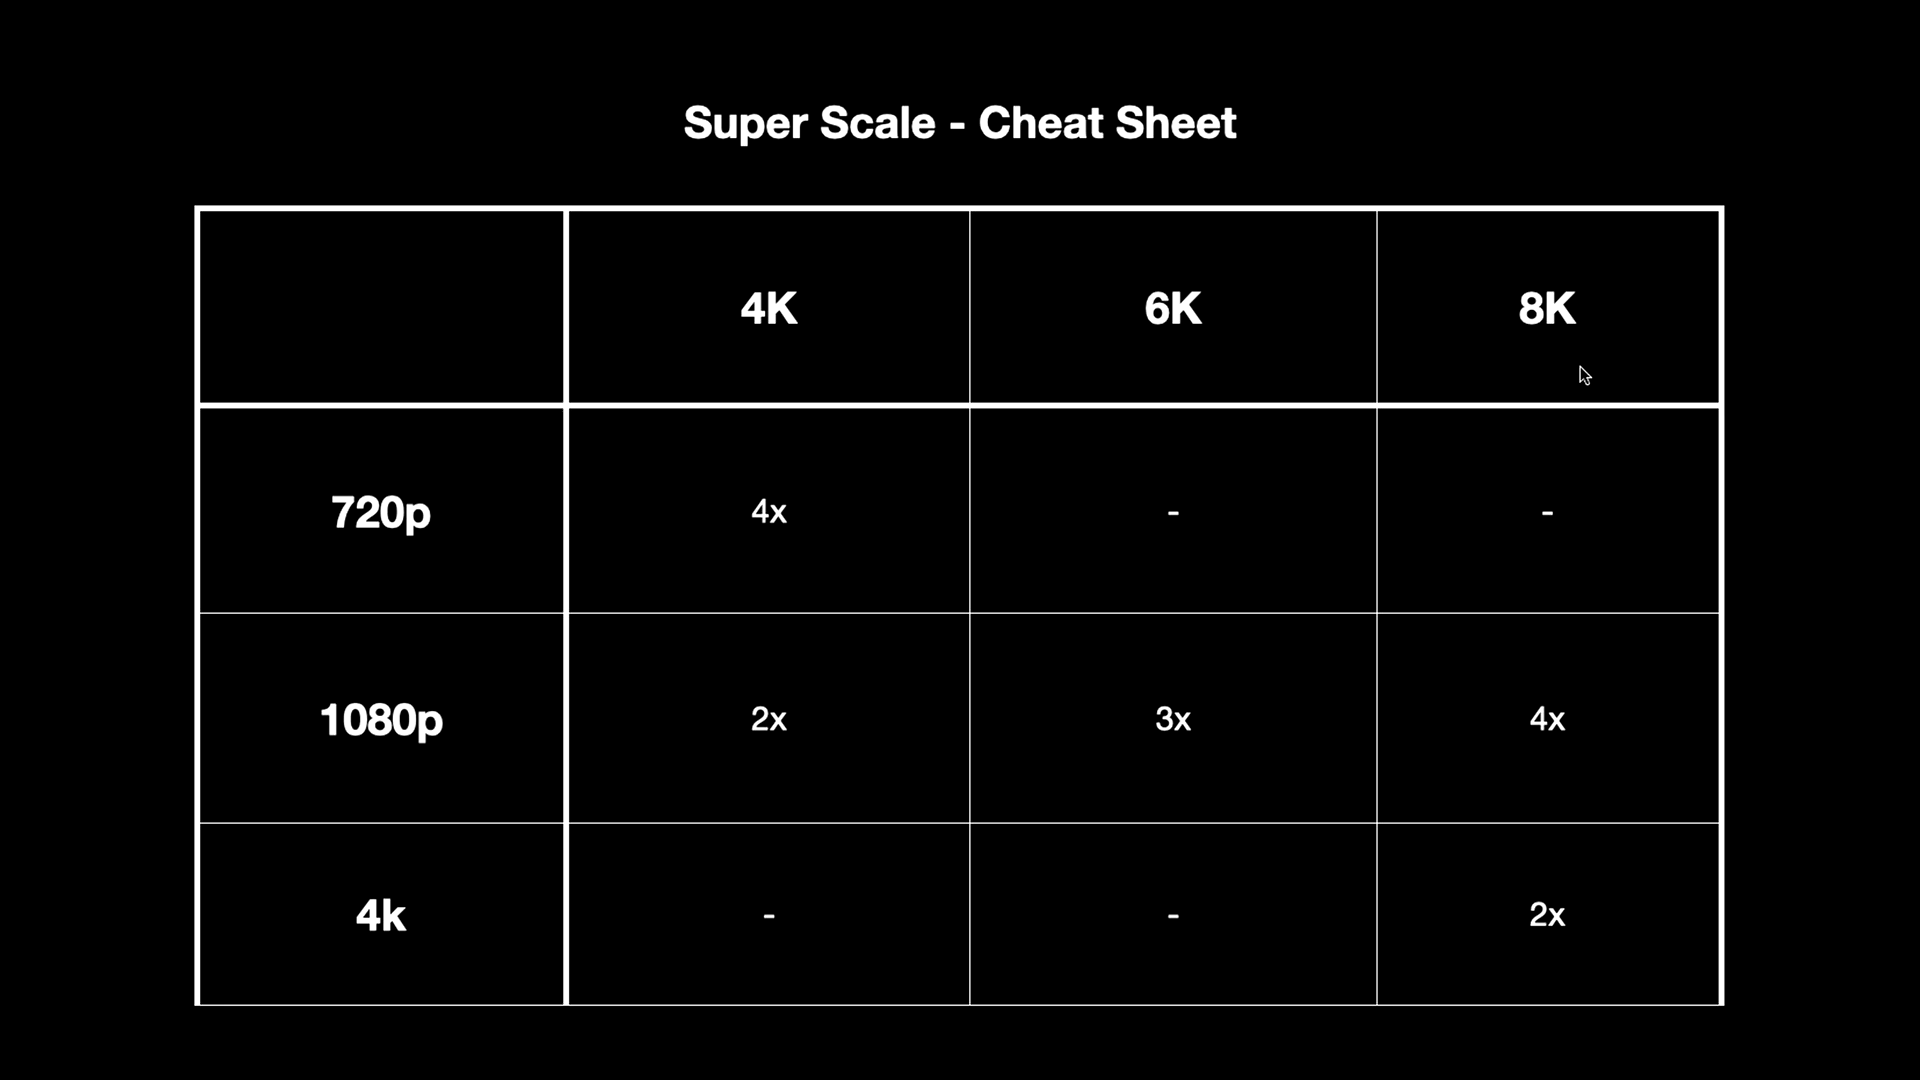 Super Scale - Cheat Sheet
4K 6K 8K
720p 4x - -
1080p 2x 3x 4x
4k - - 2x